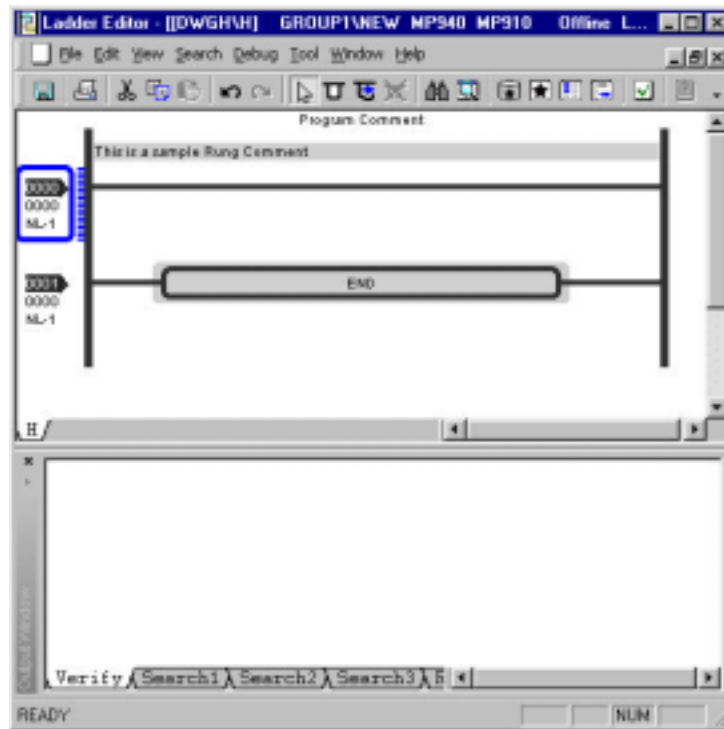 Ladder Editor - [[DWGH\H] GROUP1\NEW MP940 MP910 Offline L...
File Edit View Search Debug Tool Window Help
Program Comment
This is a sample Rung Comment
0000
0000
NL-1
END
0001
0000
NL-1
H
Output Window
Verify Search1 Search2 Search3
READY
NUM